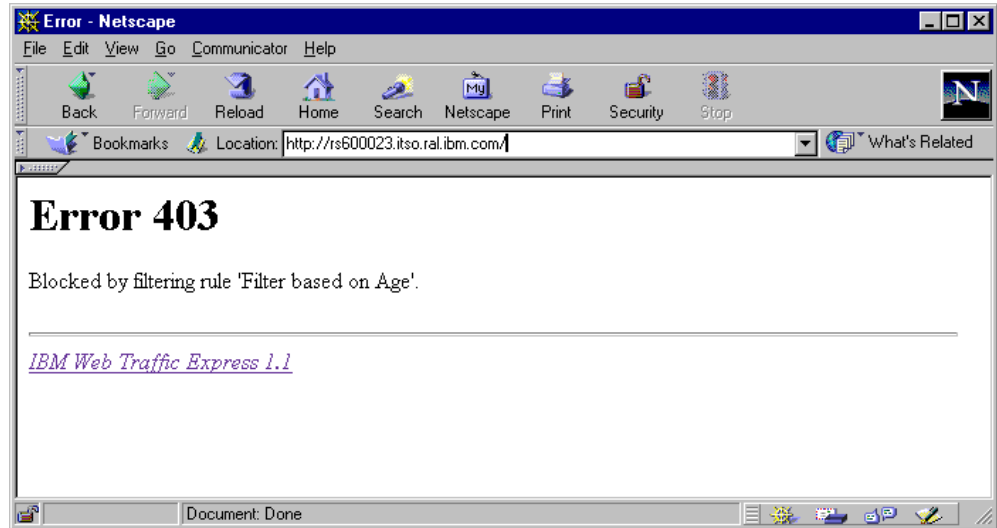 Error - Netscape
File Edit View Go Communicator Help
Back Forward Reload Home Search Netscape Print Security Stop
My
N
Bookmarks Location: http://rs600023.itso.ral.ibm.com/ What's Related
Error 403
Blocked by filtering rule 'Filter based on Age'.
IBM Web Traffic Express 1.1
Document: Done